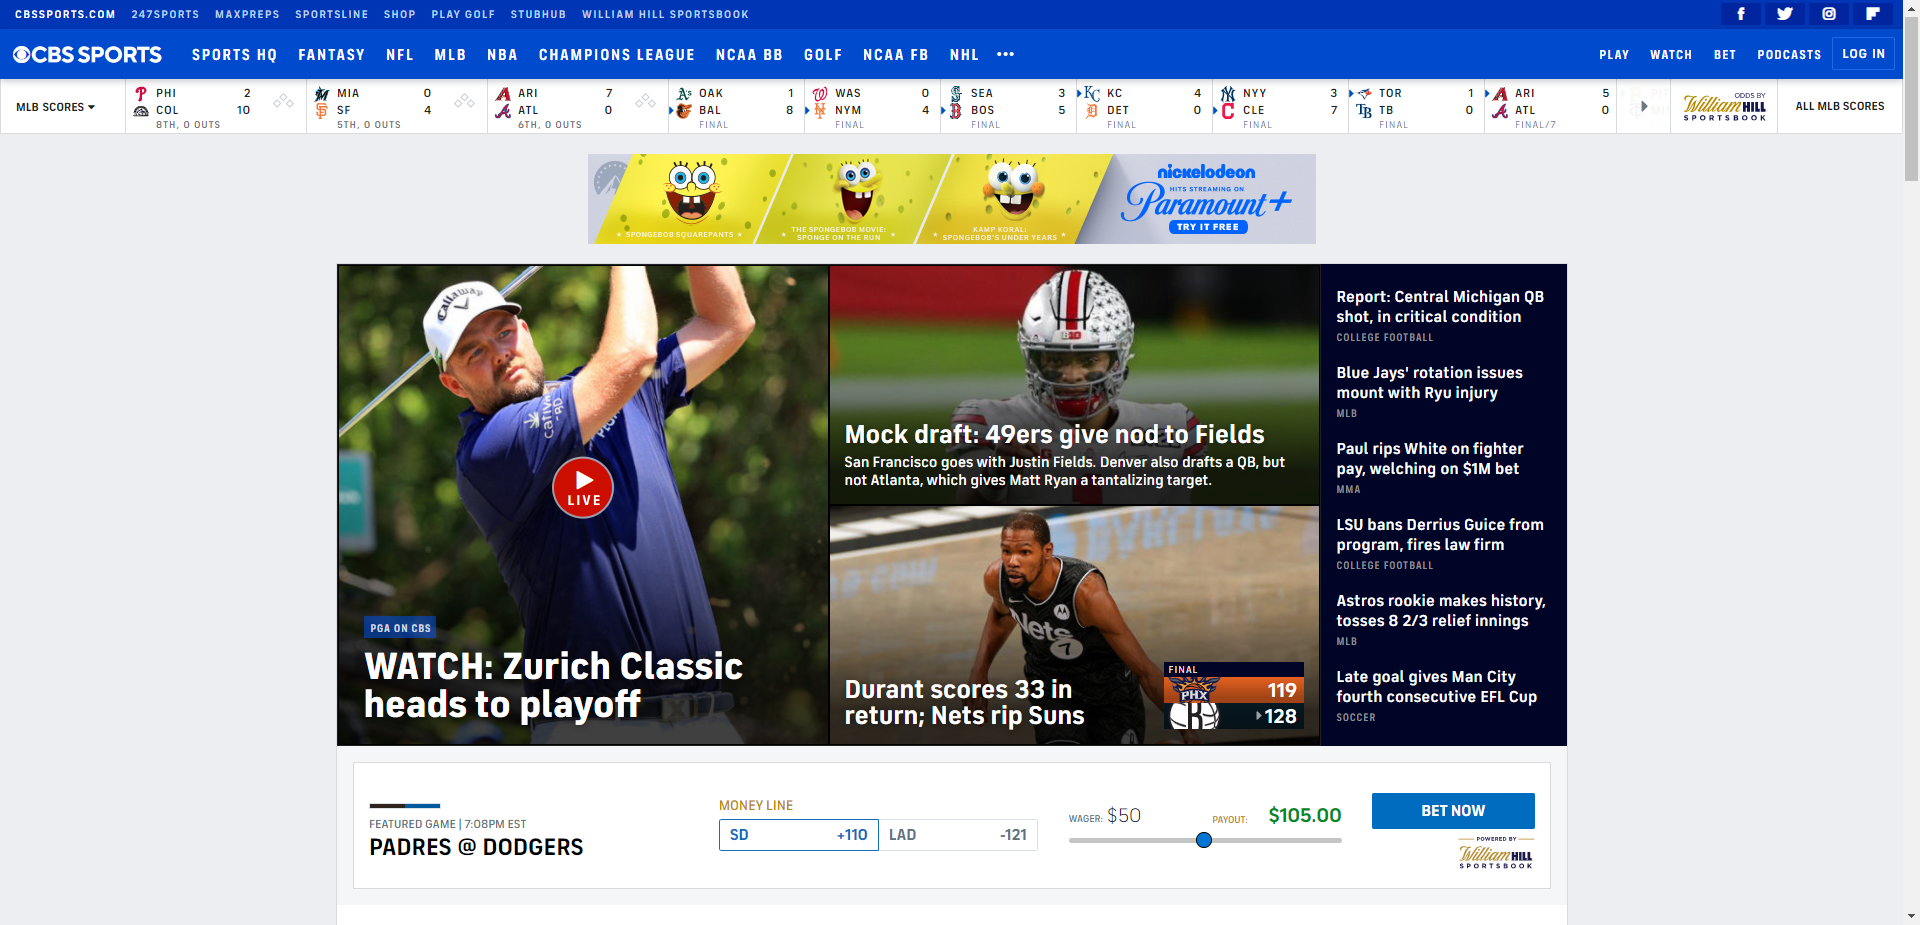 CBSSPORTS.COM 247SPORTS MAXPREPS SPORTSLINE SHOP PLAY GOLF STUBHUB WILLIAM HILL SPORTSBOOK
CBS SPORTS SPORTS HQ FANTASY NFL MLB NBA CHAMPIONS LEAGUE NCAA BB GOLF NCAA FB NHL ••• PLAY WATCH BET PODCASTS LOG IN
MLB SCORES
PHI 2
COL 10
8TH, 0 OUTS
MIA 0
SF 4
5TH, 0 OUTS
ARI 7
ATL 0
6TH, 0 OUTS
OAK 1
BAL 8
FINAL
WAS 0
NYM 4
FINAL
SEA 3
BOS 5
FINAL
KC 4
DET 0
FINAL
NYY 3
CLE 7
FINAL
TOR 1
TB 0
FINAL
ARI 5
ATL 0
FINAL/7
ODDS BY
William HILL
SPORTSBOOK
ALL MLB SCORES
SPONGEBOB SQUAREPANTS
THE SPONGEBOB MOVIE:
SPONGE ON THE RUN
KAMP KORAL:
SPONGEBOB'S UNDER YEARS
nickelodeon
HITS STREAMING ON
Paramount+
TRY IT FREE
Callaway
cativa
CBD
LIVE
PGA ON CBS
WATCH: Zurich Classic
heads to playoff
Mock draft: 49ers give nod to Fields
San Francisco goes with Justin Fields. Denver also drafts a QB, but
not Atlanta, which gives Matt Ryan a tantalizing target.
Nets
7
Durant scores 33 in
return; Nets rip Suns
FINAL
PHX 119
B 128
Report: Central Michigan QB
shot, in critical condition
COLLEGE FOOTBALL
Blue Jays' rotation issues
mount with Ryu injury
MLB
Paul rips White on fighter
pay, welching on $1M bet
MMA
LSU bans Derrius Guice from
program, fires law firm
COLLEGE FOOTBALL
Astros rookie makes history,
tosses 8 2/3 relief innings
MLB
Late goal gives Man City
fourth consecutive EFL Cup
SOCCER
FEATURED GAME | 7:08PM EST
PADRES @ DODGERS
MONEY LINE
SD +110 LAD -121
WAGER: $50 PAYOUT: $105.00
BET NOW
POWERED BY
William HILL
SPORTSBOOK